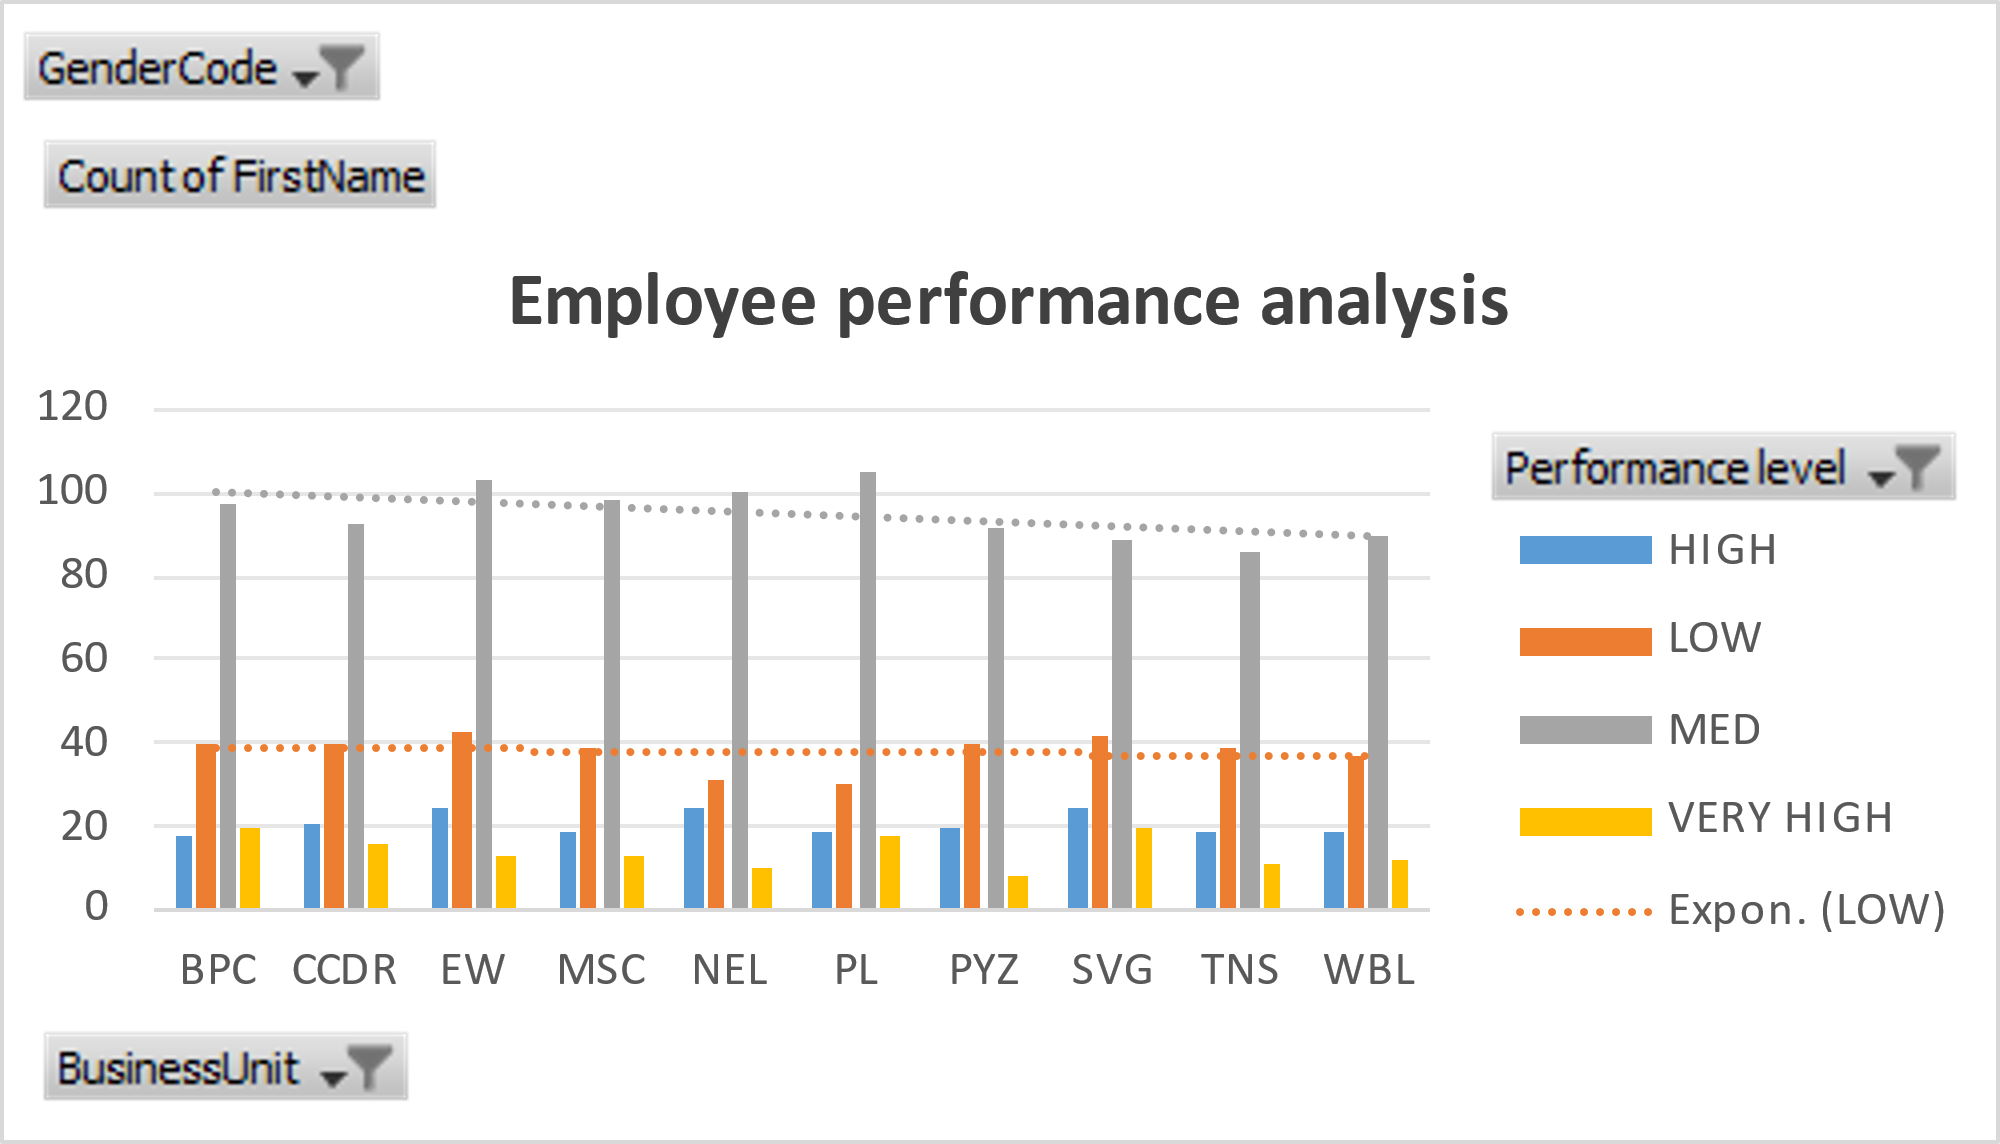 GenderCode
Count of FirstName
Employee performance analysis
120
100
80
60
40
20
0
BPC CCDR EW MSC NEL PL PYZ SVG TNS WBL
Performance level
HIGH
LOW
MED
VERY HIGH
Expon. (LOW)
BusinessUnit